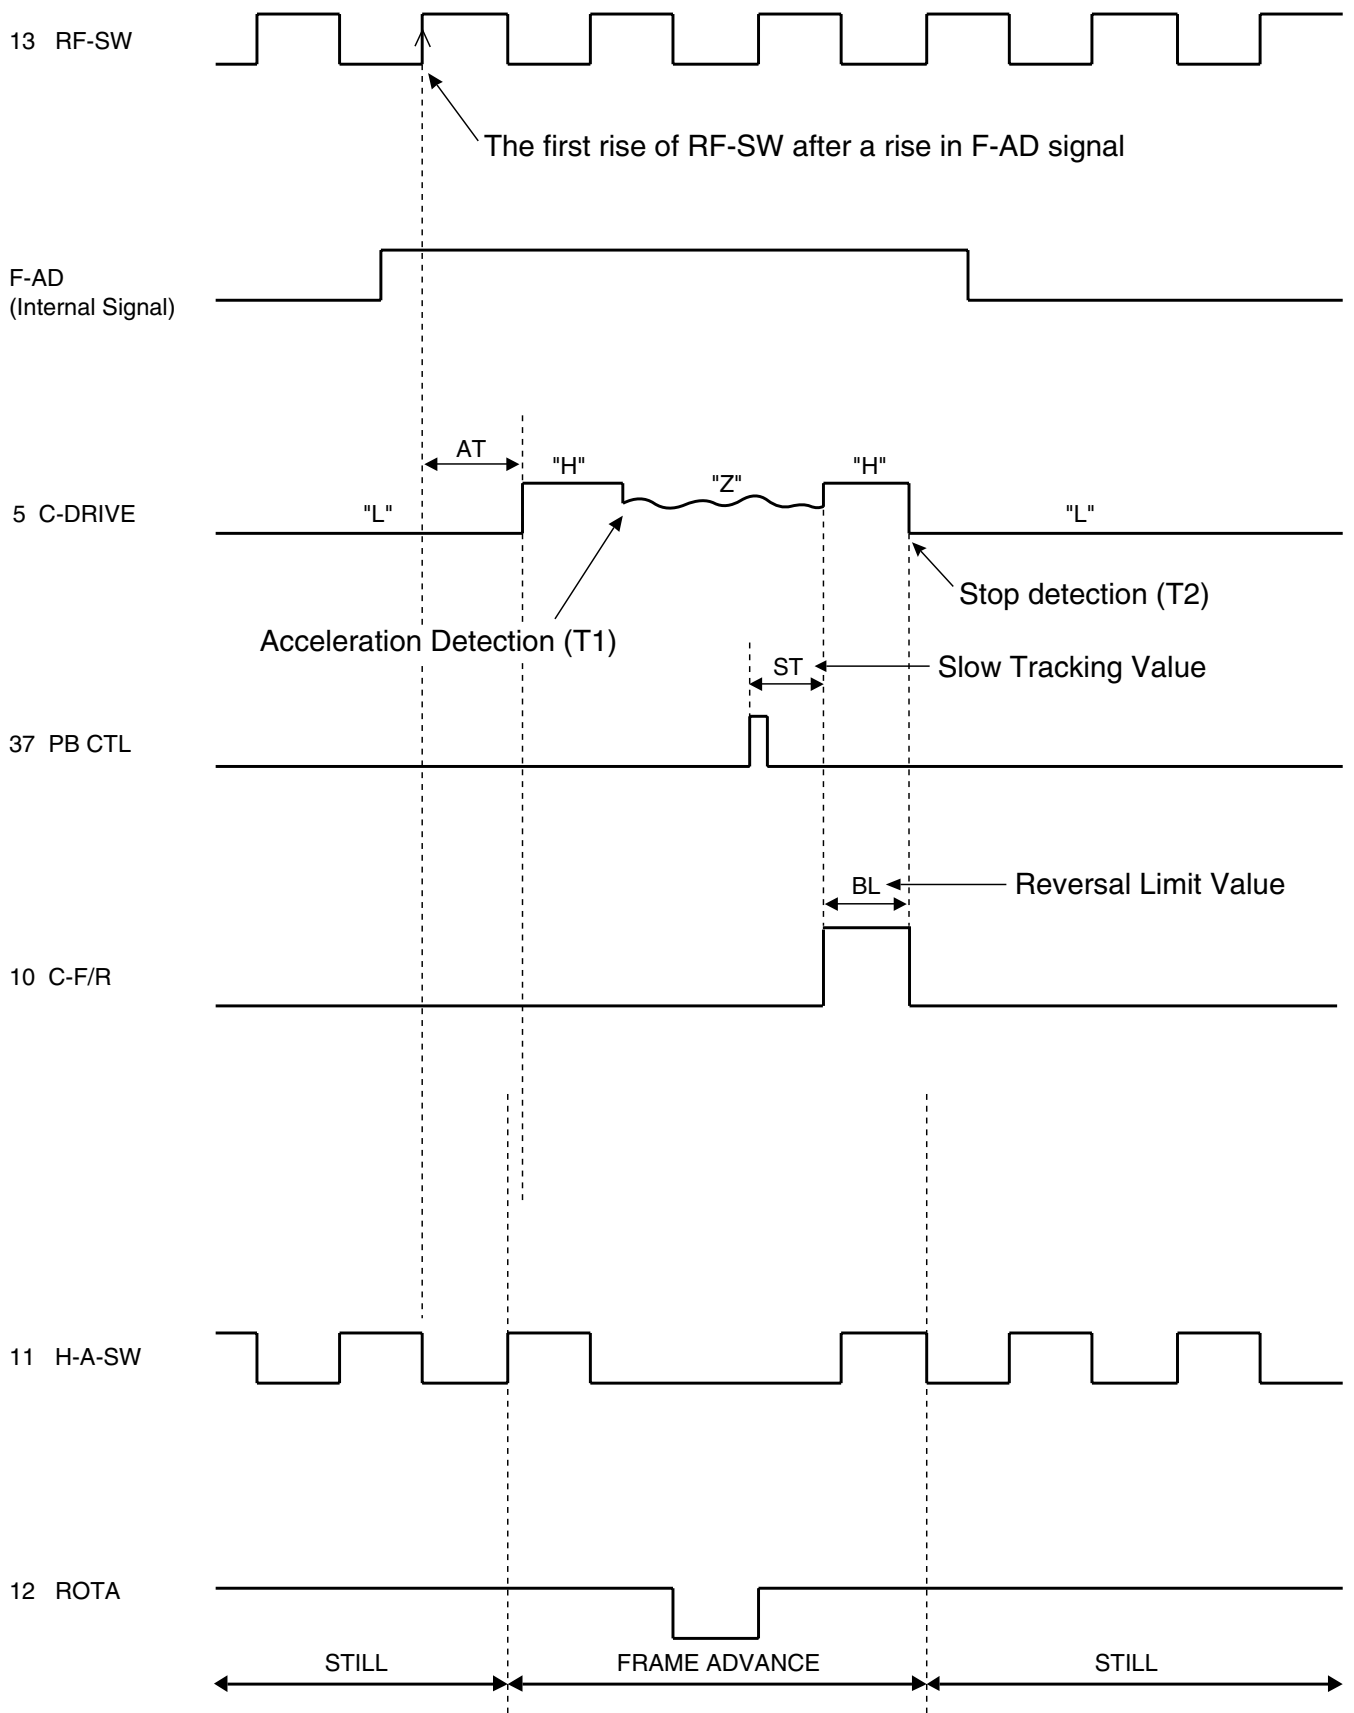 13 RF-SW
The first rise of RF-SW after a rise in F-AD signal
F-AD
(Internal Signal)
AT
"H"
"Z"
"H"
5 C-DRIVE
"L"
"L"
Stop detection (T2)
Acceleration Detection (T1)
ST
Slow Tracking Value
37 PB CTL
BL
Reversal Limit Value
10 C-F/R
11 H-A-SW
12 ROTA
STILL
FRAME ADVANCE
STILL